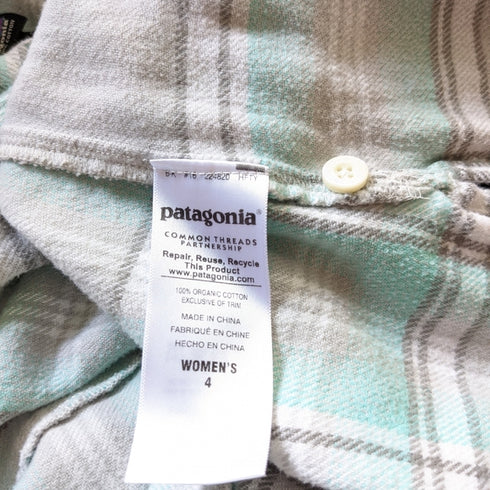 patagonia®
COMMON THREADS
PARTNERSHIP
Repair, Reuse, Recycle
This Product
www.patagonia.com
100% ORGANIC COTTON
EXCLUSIVE OF TRIM
MADE IN CHINA
FABRIQUÉ EN CHINE
HECHO EN CHINA
WOMEN'S
4